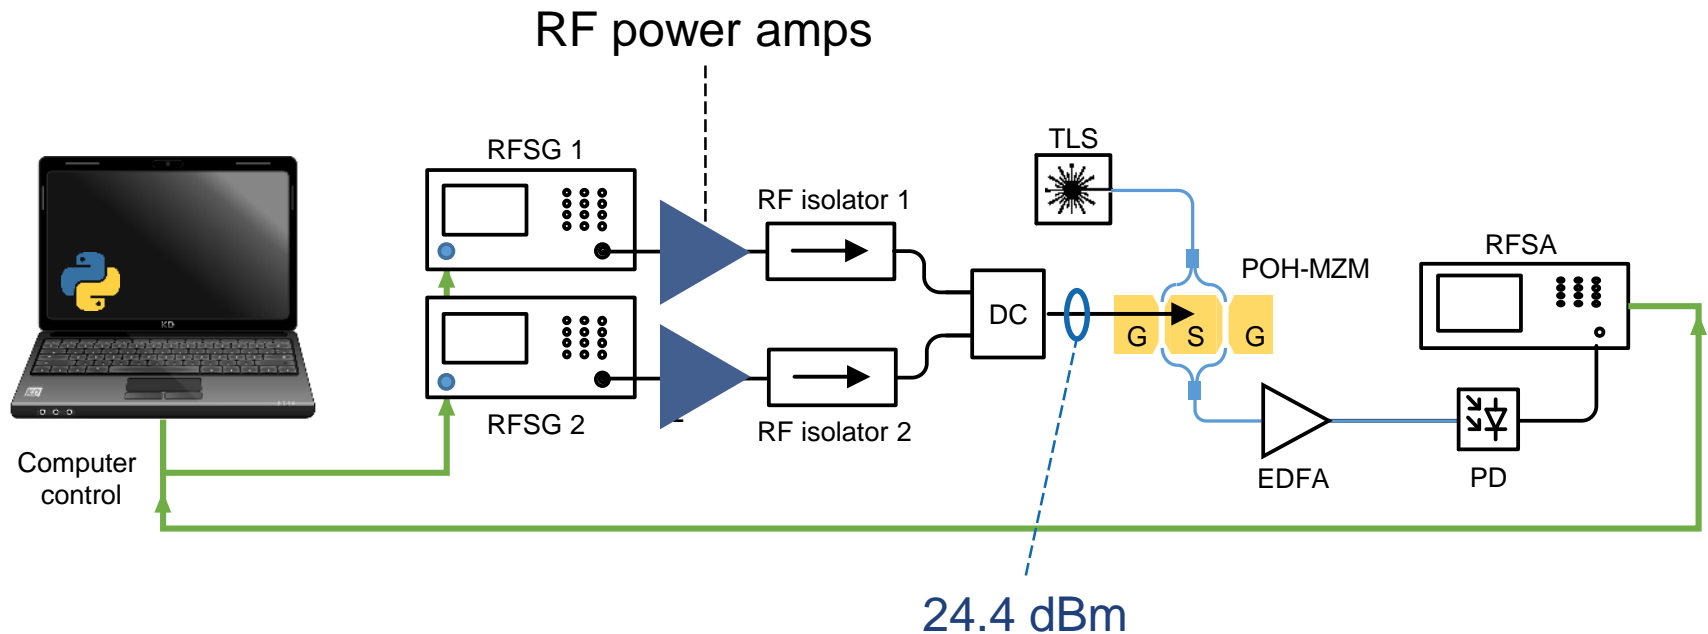 RF power amps
RFSG 1
RF isolator 1
TLS
POH-MZM
RFSA
DC
G S G
KD
RFSG 2
RF isolator 2
Computer
control
EDFA
PD
24.4 dBm